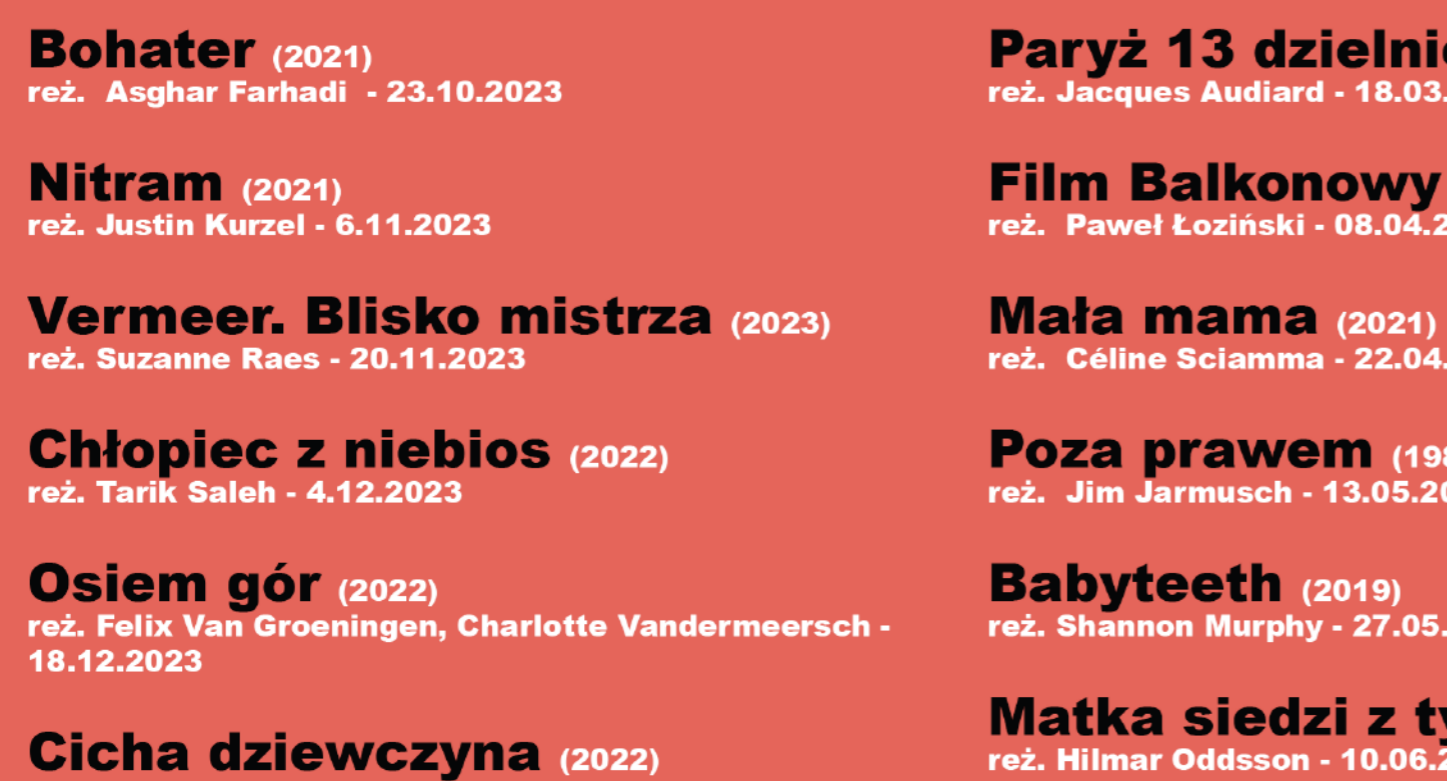 Bohater (2021)
reż. Asghar Farhadi - 23.10.2023
Nitram (2021)
reż. Justin Kurzel - 6.11.2023
Vermeer. Blisko mistrza (2023)
reż. Suzanne Raes - 20.11.2023
Chłopiec z niebios (2022)
reż. Tarik Saleh - 4.12.2023
Osiem gór (2022)
reż. Felix Van Groeningen, Charlotte Vandermeersch -
18.12.2023
Cicha dziewczyna (2022)
Paryż 13
reż. Jacques Audiard - 18.03.
Film Balkonowy
reż. Paweł Łoziński - 08.04.
Mała mama (2021)
reż. Céline Sciamma - 22.04.
Poza prawem
reż. Jim Jarmusch - 13.05.
Babyteeth (2019)
reż. Shannon Murphy - 27.05.
Matka siedzi z
reż. Hilmar Oddsson - 10.06.